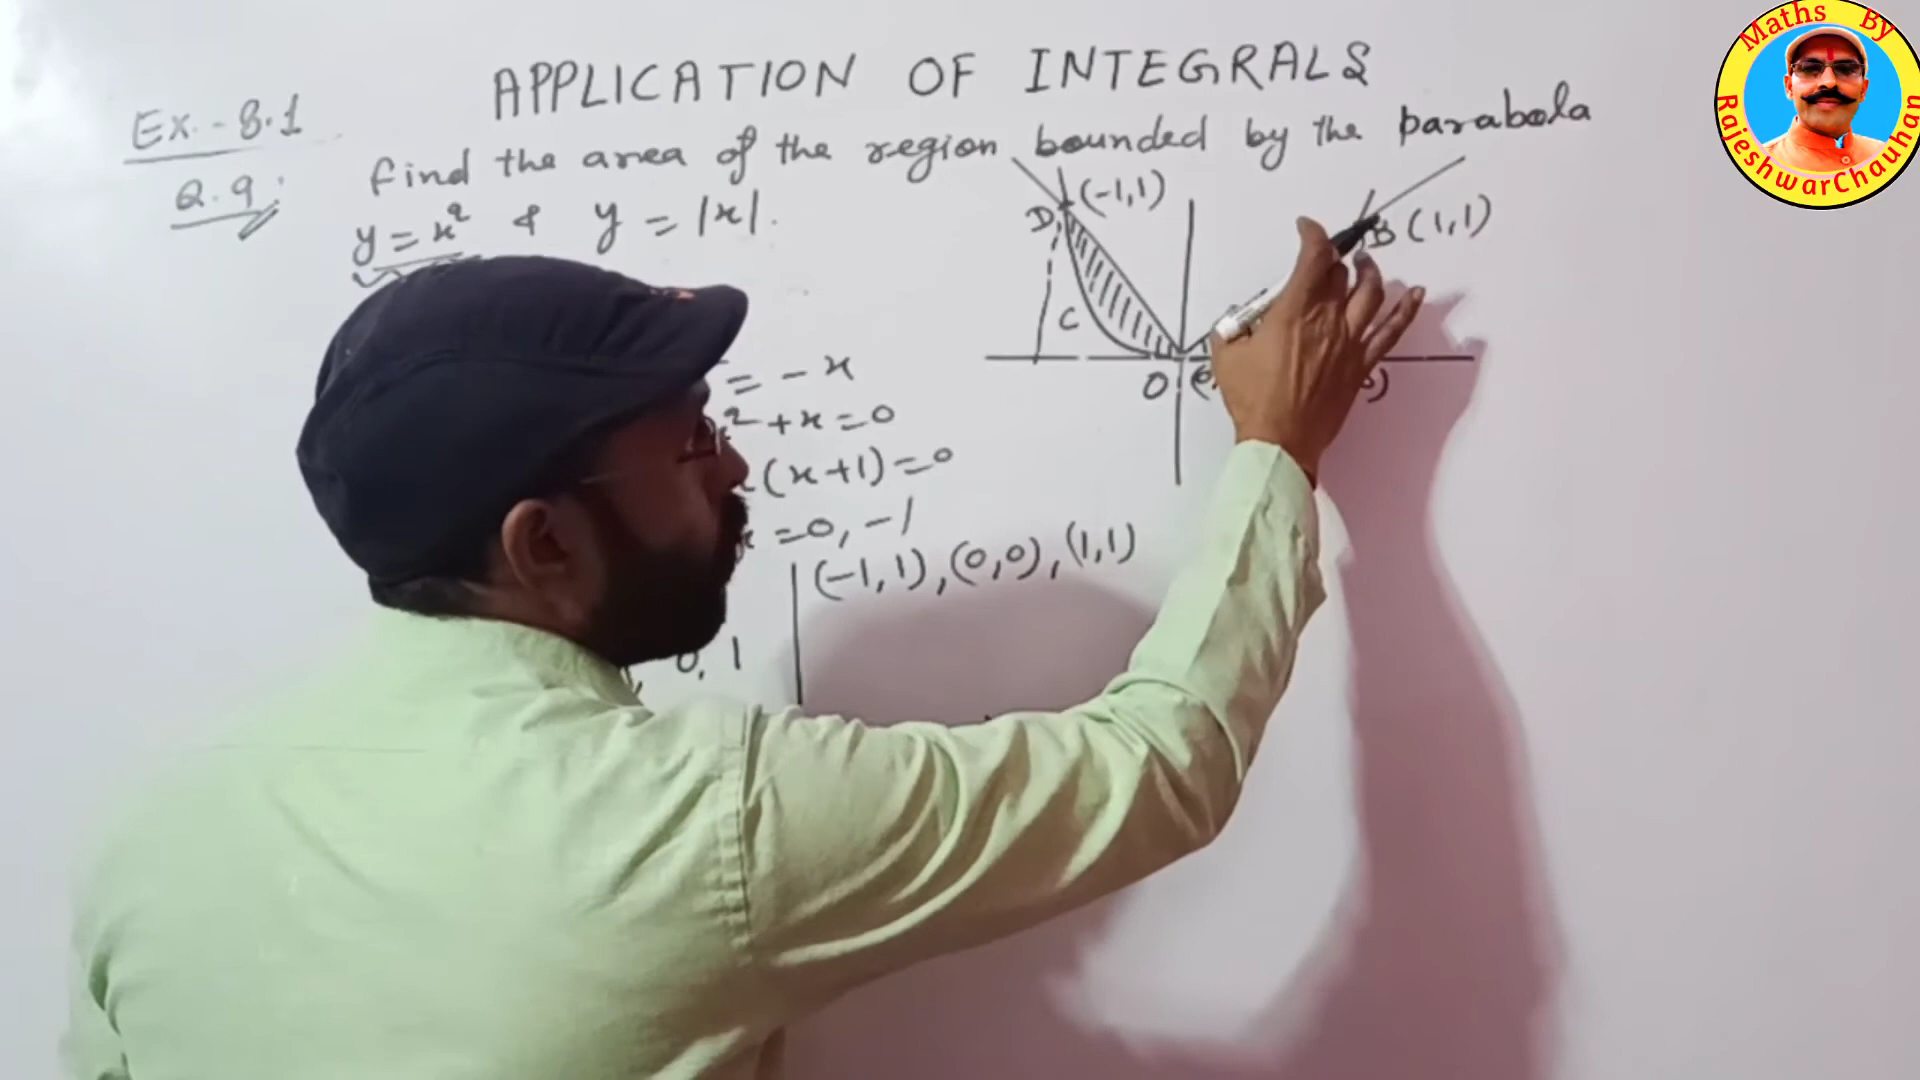 Maths By
RajeshwarChauhan
APPLICATION OF INTEGRALS
Ex.-8.1
Q.9:
find the area of the region bounded by the parabola
y=x² & y=|x|.
D (-1,1)
B (1,1)
C
O
= -x
² +x=0
(x+1)=0
x =0, -1
(-1,1),(0,0),(1,1)
0, 1